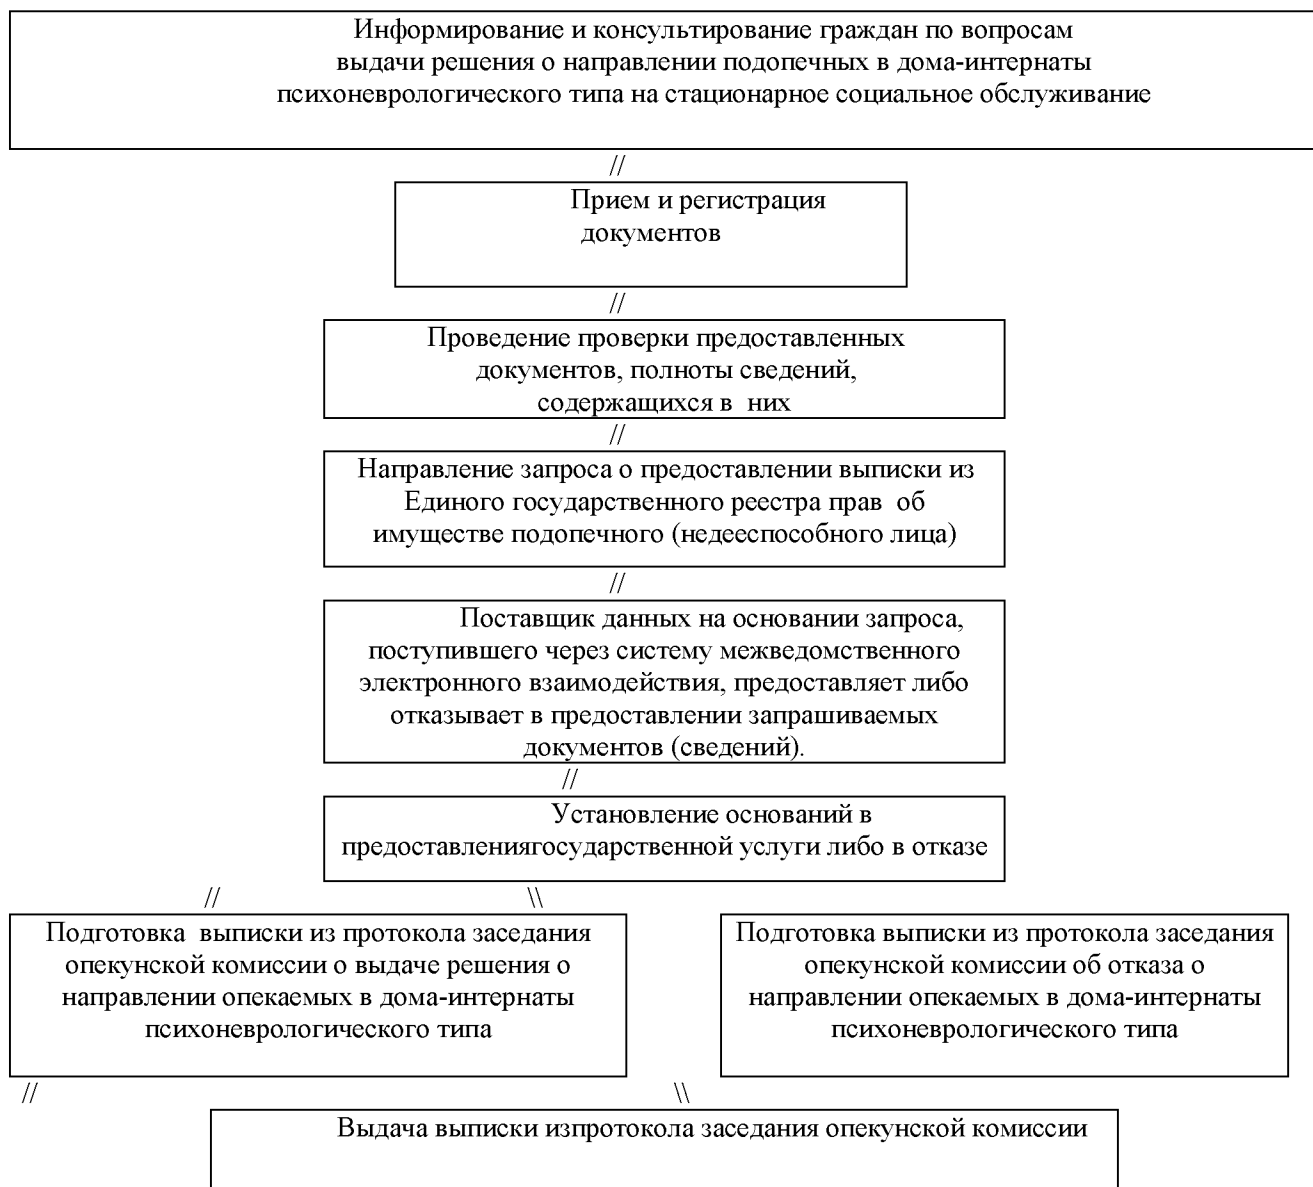 Информирование и консультирование граждан по вопросам
выдачи решения о направлении подопечных в дома-интернаты
психоневрологического типа на стационарное социальное обслуживание
//
Прием и регистрация
документов
//
Проведение проверки предоставленных
документов, полноты сведений,
содержащихся в  них
//
Направление запроса о предоставлении выписки из
Единого государственного реестра прав  об
имуществе подопечного (недееспособного лица)
//
Поставщик данных на основании запроса,
поступившего через систему межведомственного
электронного взаимодействия, предоставляет либо
отказывает в предоставлении запрашиваемых
документов (сведений).
//
Установление оснований в
предоставлениягосударственной услуги либо в отказе
// \\
Подготовка  выписки из протокола заседания
опекунской комиссии о выдаче решения о
направлении опекаемых в дома-интернаты
психоневрологического типа
Подготовка выписки из протокола заседания
опекунской комиссии об отказа о
направлении опекаемых в дома-интернаты
психоневрологического типа
// \\
Выдача выписки изпротокола заседания опекунской комиссии